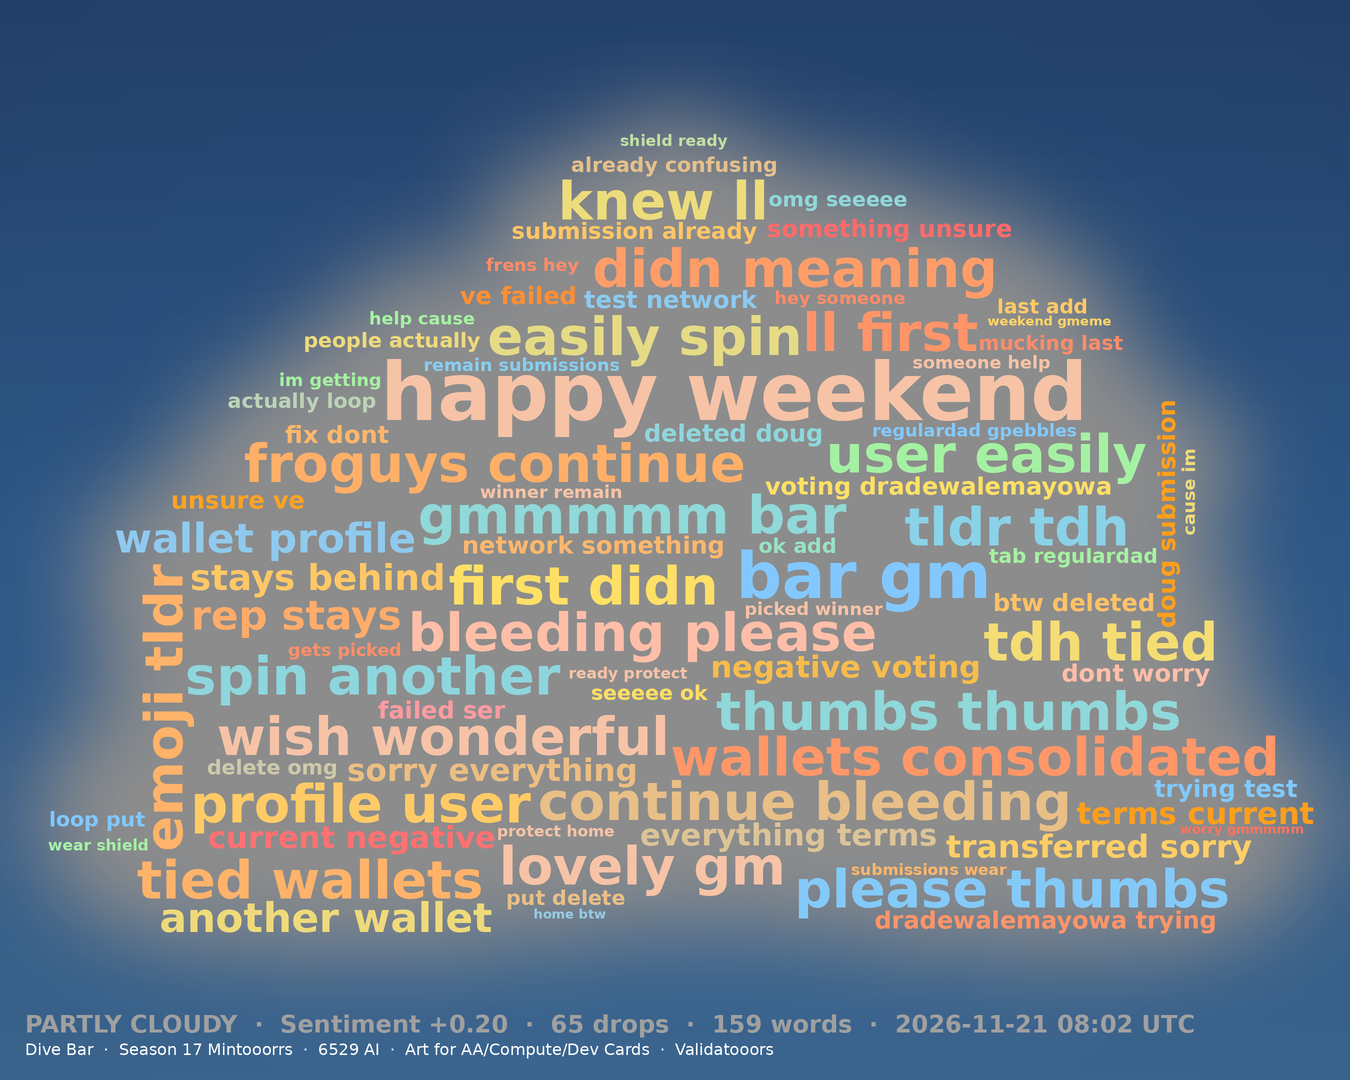 shield ready
already confusing
knew ll
omg seeeee
submission already
something unsure
frens hey
didn meaning
ve failed
test network
hey someone
last add
help cause
weekend gmeme
people actually
easily spin
ll first
mucking last
remain submissions
someone help
im getting
actually loop
happy weekend
fix dont
deleted doug
regulardad gpebbles
froguys continue
user easily
doug submission
cause im
unsure ve
winner remain
voting dradewalemayowa
wallet profile
gmmmmmm bar
tldr tdh
network something
ok add
tab regulardad
emoji tldr
stays behind
first didn
bar gm
btw deleted
rep stays
picked winner
bleeding please
tdh tied
gets picked
spin another
ready protect
negative voting
dont worry
seeeee ok
failed ser
thumbs thumbs
wish wonderful
wallets consolidated
delete omg
sorry everything
trying test
profile user
continue bleeding
terms current
loop put
current negative
protect home
everything terms
worry gmmmmm
wear shield
transferred sorry
tied wallets
lovely gm
submissions wear
please thumbs
put delete
another wallet
home btw
dradewalemayowa trying
PARTLY CLOUDY · Sentiment +0.20 · 65 drops · 159 words · 2026-11-21 08:02 UTC
Dive Bar · Season 17 Mintooorrs · 6529 AI · Art for AA/Compute/Dev Cards · Validatooors